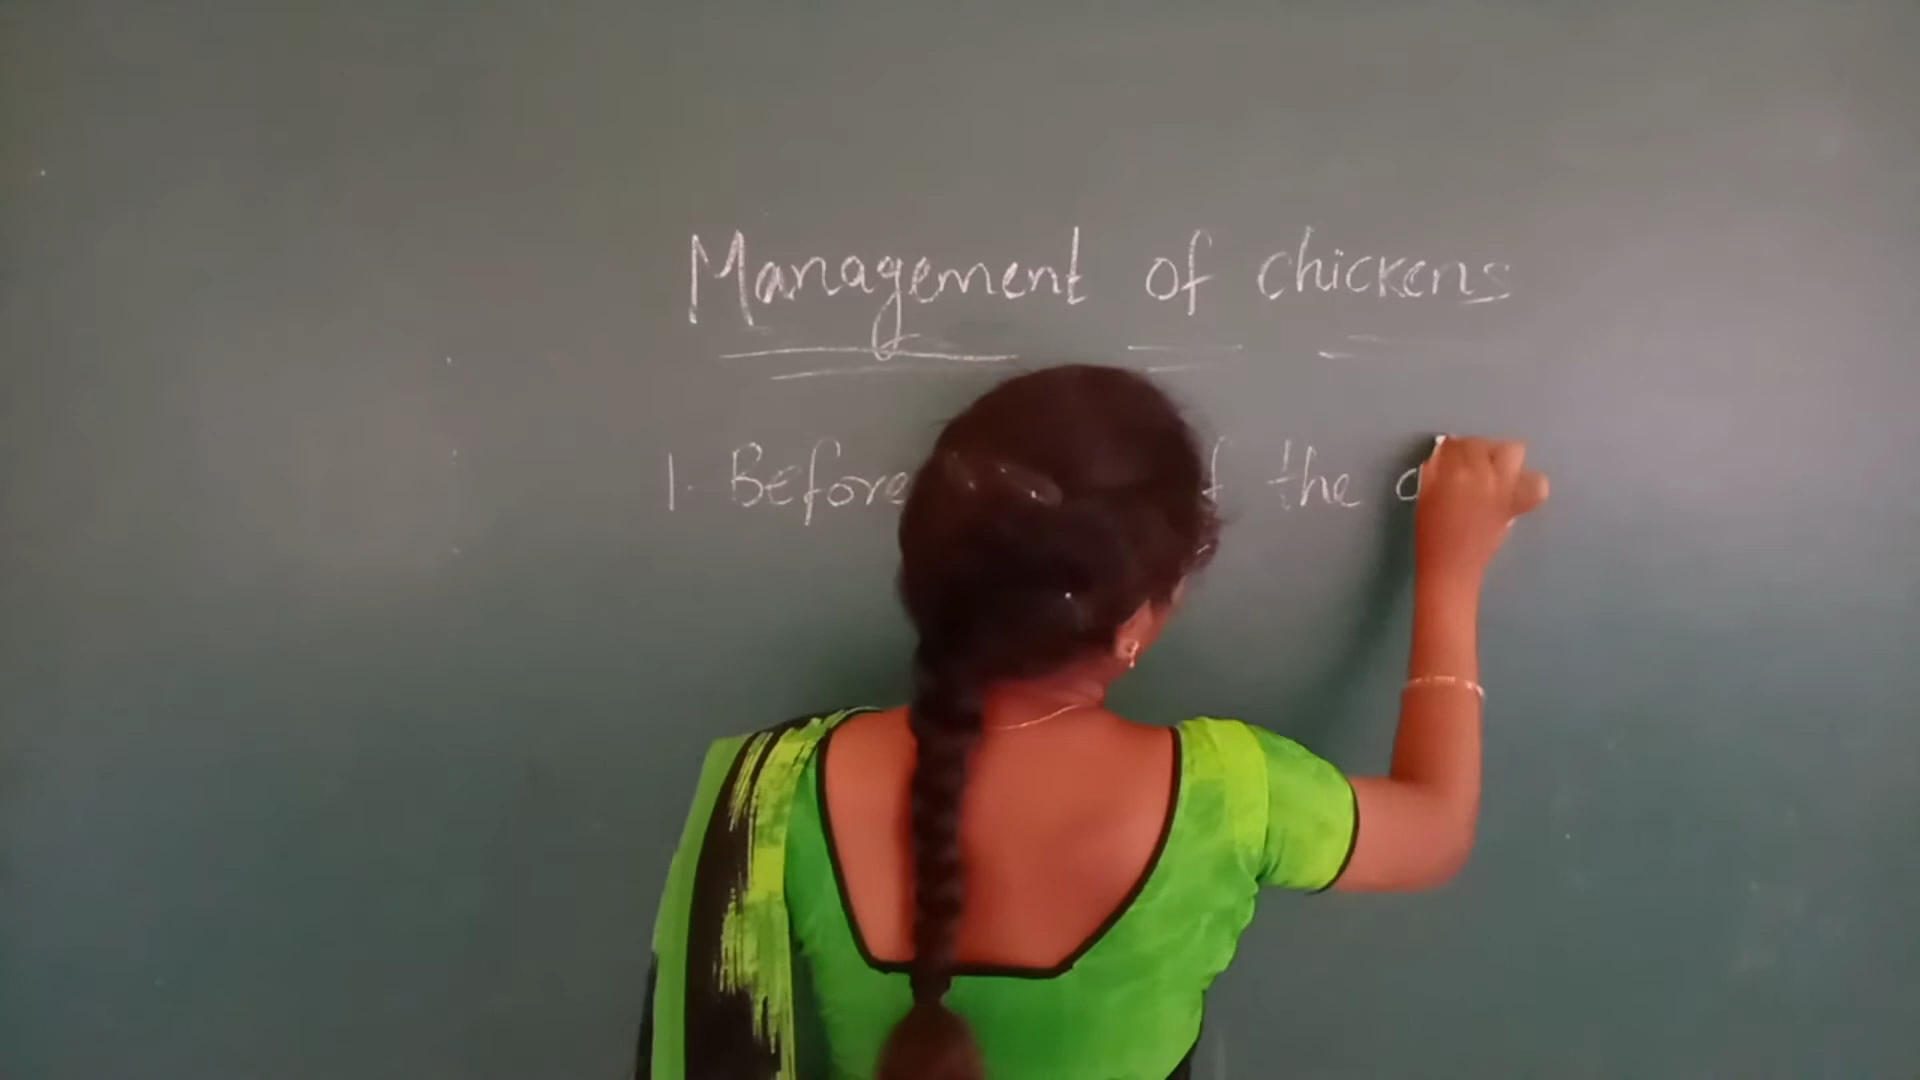 Management of chickens
1. Before the